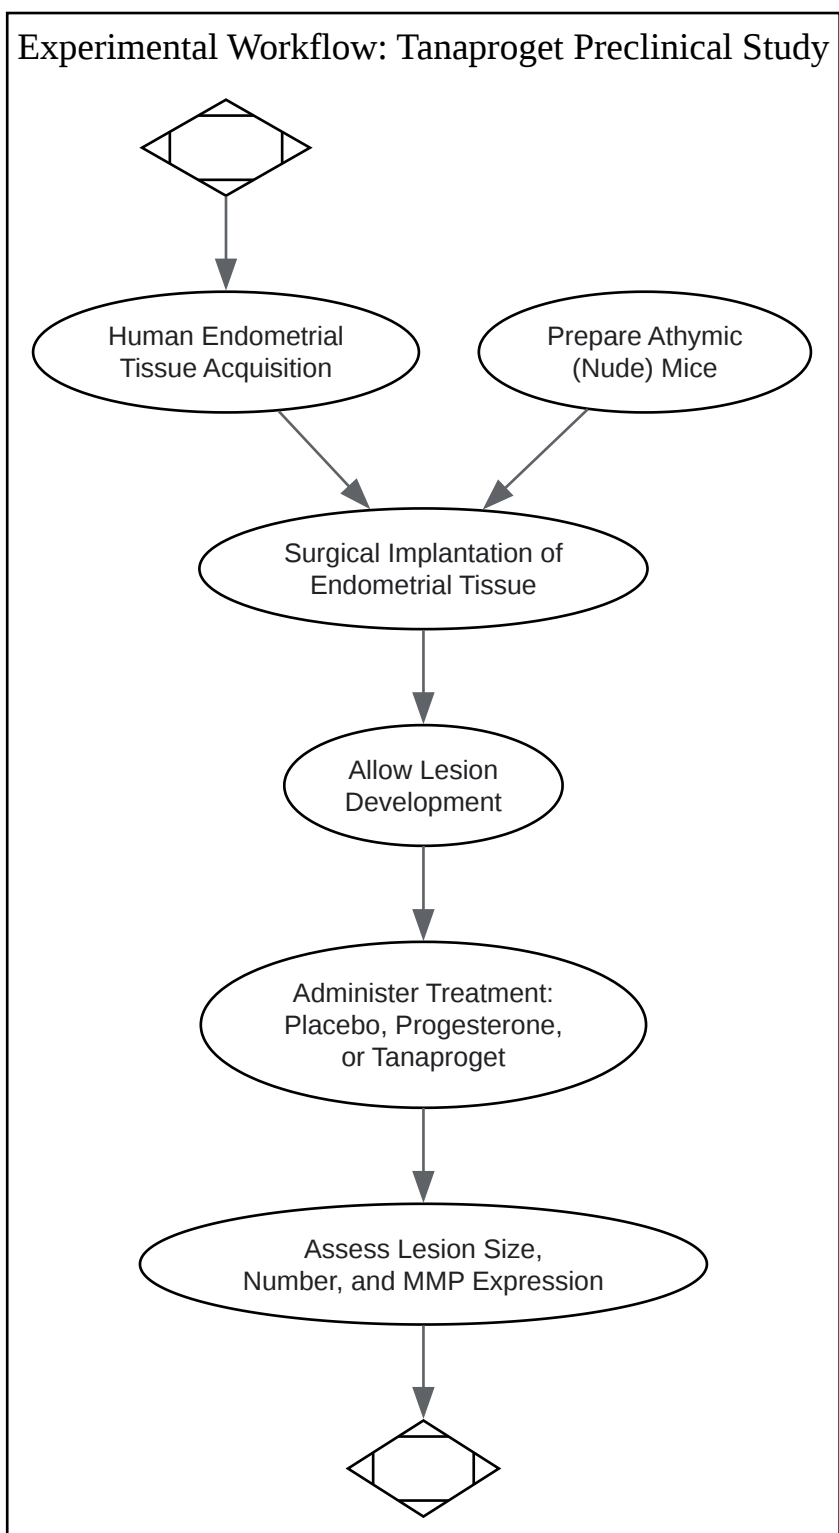 Experimental Workflow: Tanaproget Preclinical Study
Human Endometrial
Tissue Acquisition
Prepare Athymic
(Nude) Mice
Surgical Implantation of
Endometrial Tissue
Allow Lesion
Development
Administer Treatment:
Placebo, Progesterone,
or Tanaproget
Assess Lesion Size,
Number, and MMP Expression